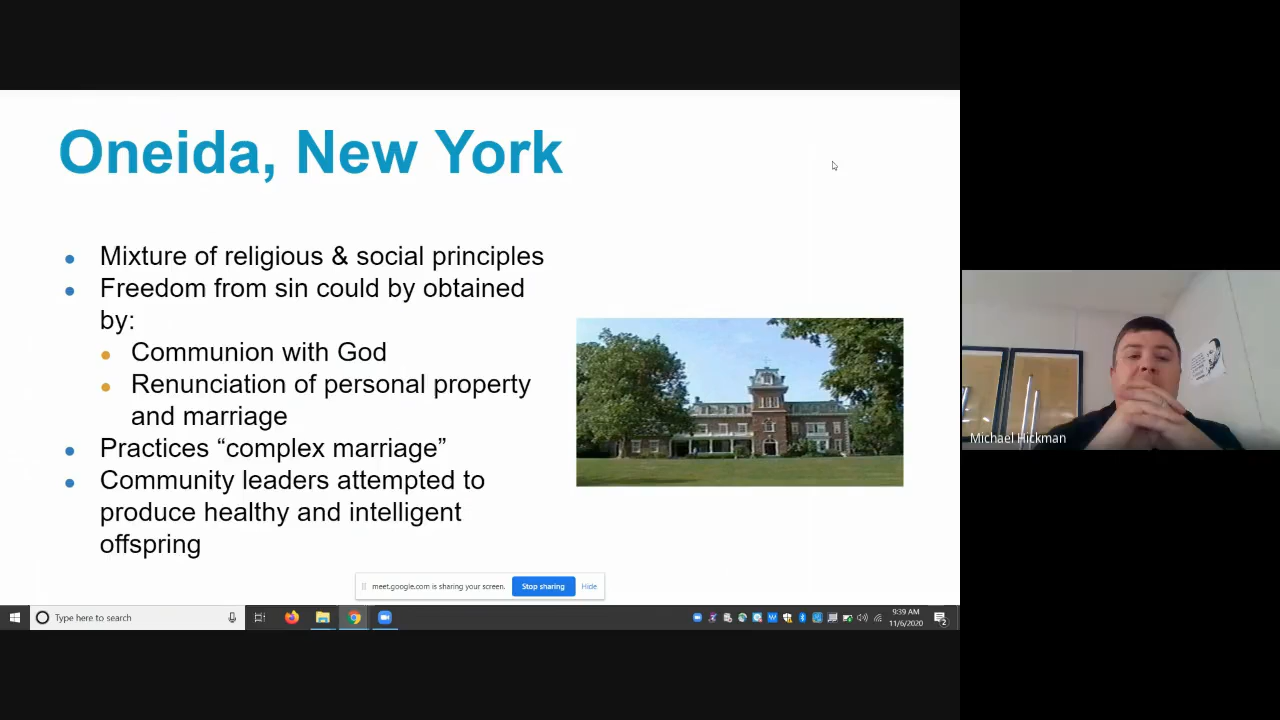 Oneida, New York
Mixture of religious & social principles
Freedom from sin could by obtained
by:
Communion with God
Renunciation of personal property
and marriage
Practices “complex marriage”
Community leaders attempted to
produce healthy and intelligent
offspring
Michael Hickman
meet.google.com is sharing your screen. Stop sharing Hide
Type here to search
9:39 AM
11/6/2020
2